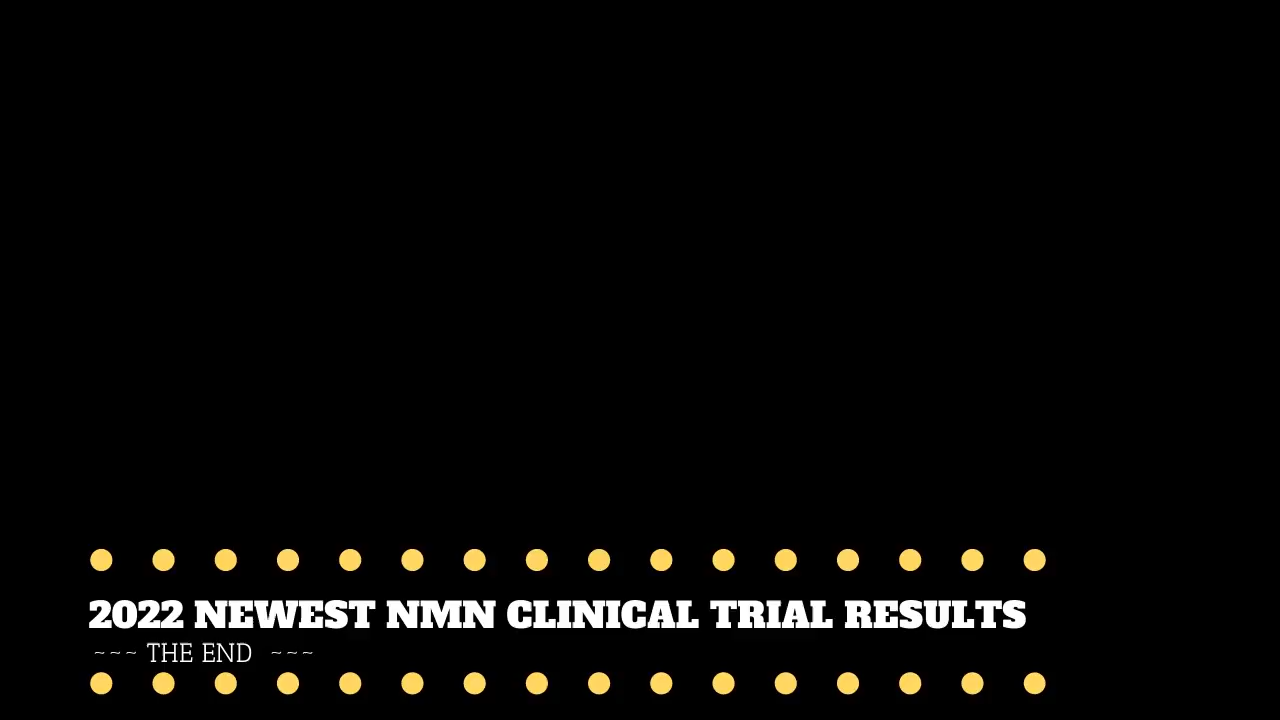 2022 NEWEST NMN CLINICAL TRIAL RESULTS
~~~ THE END ~~~